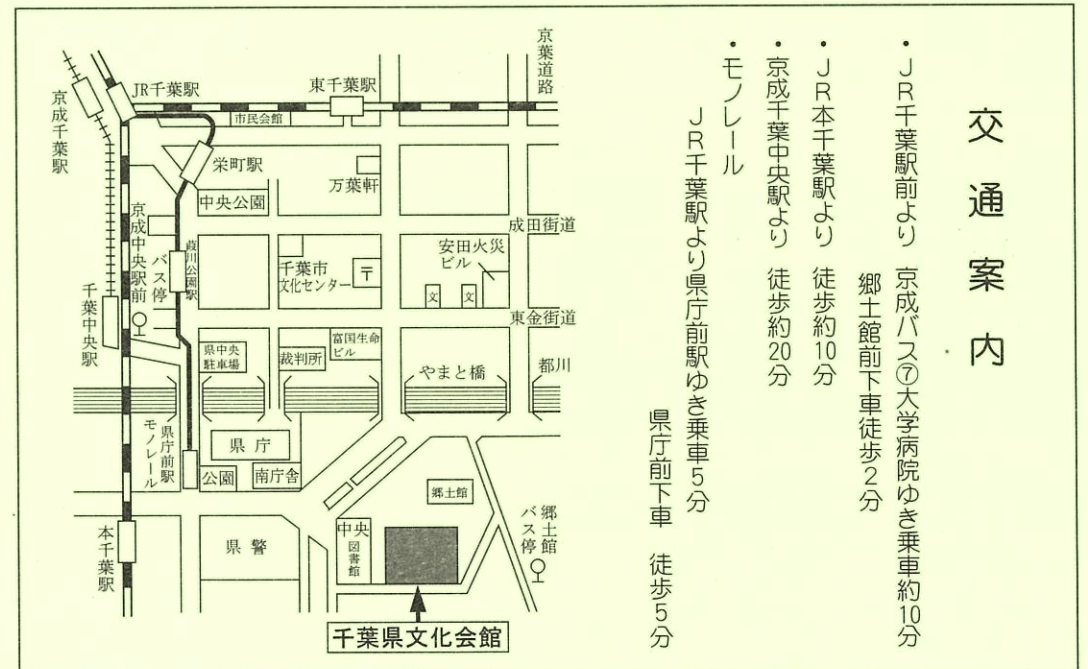 交通案内
・JR千葉駅前より 京成バス⑦大学病院ゆき乗車約10分
郷土館前下車徒歩2分
・JR本千葉駅より 徒歩約10分
・京成千葉中央駅より 徒歩約20分
・モノレール
JR千葉駅より県庁前駅ゆき乗車5分
県庁前下車 徒歩5分
京葉道路
JR千葉駅
東千葉駅
京成千葉駅
市民会館
栄町駅
万葉軒
中央公園
成田街道
京成中央駅前
バス停
葭川公園駅
千葉市
文化センター
〒
安田火災
ビル
文
文
千葉中央駅
東金街道
県中央
駐車場
裁判所
富国生命
ビル
やまと橋
都川
県庁前駅
モノレール
県庁
公園
南庁舎
郷土館
郷土館
バス停
本千葉駅
県警
中央
図書館
千葉県文化会館